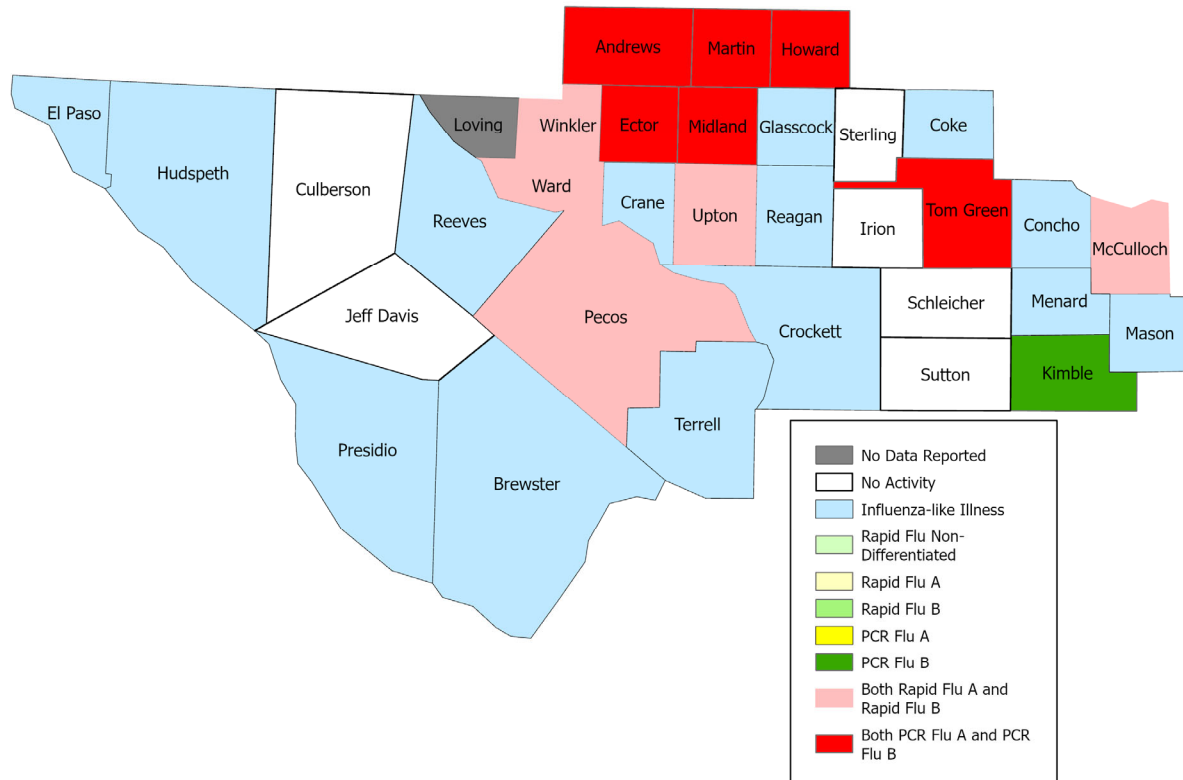 Andrews
Martin
Howard
El Paso
Hudspeth
Culberson
Loving
Winkler
Ector
Midland
Glasscock
Sterling
Coke
Ward
Reeves
Crane
Upton
Reagan
Irion
Tom Green
Concho
McCulloch
Jeff Davis
Pecos
Crockett
Schleicher
Menard
Mason
Sutton
Kimble
Terrell
Presidio
Brewster
No Data Reported
No Activity
Influenza-like Illness
Rapid Flu Non-
Differentiated
Rapid Flu A
Rapid Flu B
PCR Flu A
PCR Flu B
Both Rapid Flu A and
Rapid Flu B
Both PCR Flu A and PCR
Flu B